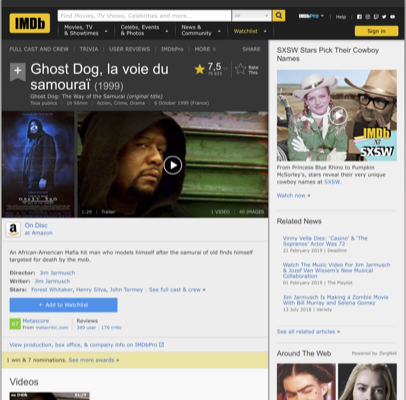 IMDb
Find Movies, TV shows, Celebrities and more...
All
IMDbPro
Help
Movies, TV & Showtimes
Celebs, Events & Photos
News & Community
Watchlist
Sign in
FULL CAST AND CREW | TRIVIA | USER REVIEWS | IMDbPro | MORE
SHARE
Ghost Dog, la voie du samouraï (1999)
7,5
Rate This
Ghost Dog: The Way of the Samurai (original title)
Tous publics | 1h 56min | Action, Crime, Drama | 6 October 1999 (France)
GHOST DOG
1:29 | Trailer
1 VIDEO | 40 IMAGES
a
On Disc
at Amazon
An African-American Mafia hit man who models himself after the samurai of old finds himself
targeted for death by the mob.
Director: Jim Jarmusch
Writer: Jim Jarmusch
Stars: Forest Whitaker, Henry Silva, John Tormey | See full cast & crew »
+ Add to Watchlist
67
Metascore
From metacritic.com
Reviews
349 user | 176 critic
View production, box office, & company info on IMDbPro
1 win & 7 nominations. See more awards »
Videos
SXSW Stars Pick Their Cowboy
Names
IMDb
at
SXSW
From Princess Blue Rhino to Pumpkin
McSorley's, stars reveal their very unique
cowboy names at SXSW.
Watch now »
Related News
Vinny Vella Dies: 'Casino' & 'The
Sopranos' Actor Was 72
21 February 2019 | Deadline
Watch The Music Video For Jim Jarmusch
& Jozef Van Wissem's New Musical
Collaboration
01 February 2019 | The Playlist
Jim Jarmusch Is Making a Zombie Movie
With Bill Murray and Selena Gomez
13 July 2018 | Variety
See all related articles »
Around The Web
Powered by ZergNet